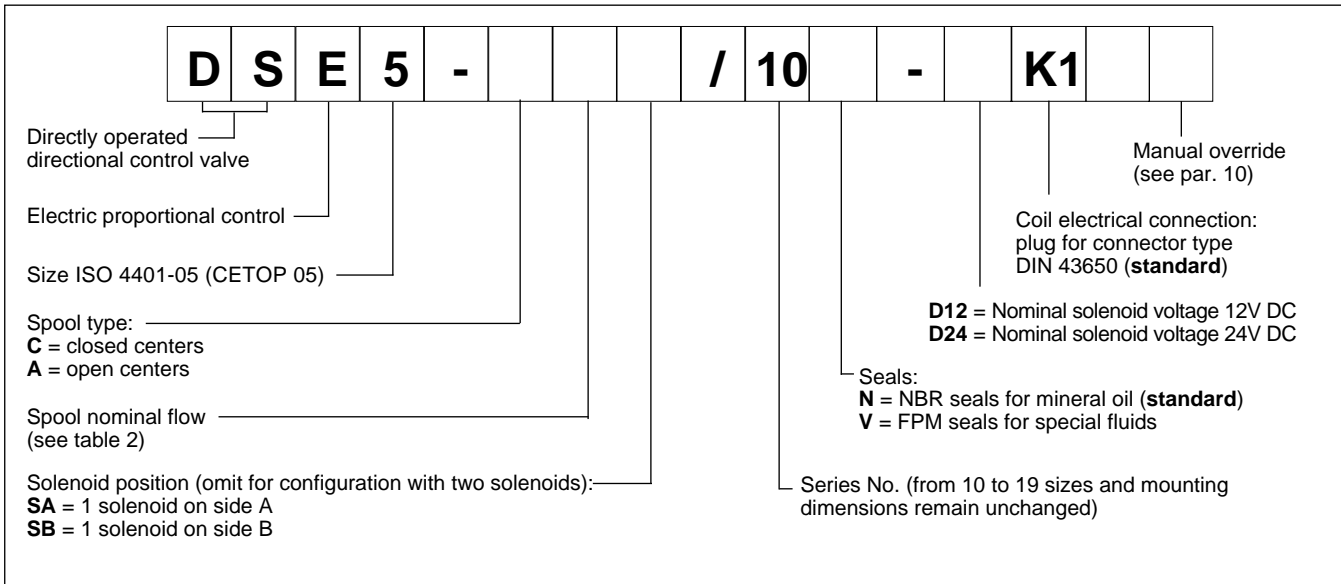 D S E 5 - / 10 - K1
Directly operated
directional control valve
Electric proportional control
Size ISO 4401-05 (CETOP 05)
Spool type:
C = closed centers
A = open centers
Spool nominal flow
(see table 2)
Solenoid position (omit for configuration with two solenoids):
SA = 1 solenoid on side A
SB = 1 solenoid on side B
Manual override
(see par. 10)
Coil electrical connection:
plug for connector type
DIN 43650 (standard)
D12 = Nominal solenoid voltage 12V DC
D24 = Nominal solenoid voltage 24V DC
Seals:
N = NBR seals for mineral oil (standard)
V = FPM seals for special fluids
Series No. (from 10 to 19 sizes and mounting
dimensions remain unchanged)